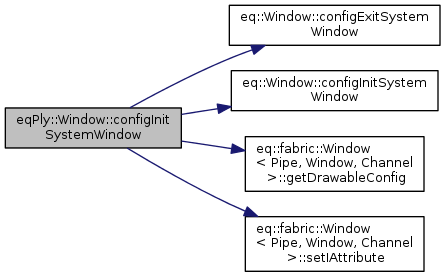 eqPly::Window::configInit
SystemWindow
eq::Window::configExitSystem
Window
eq::Window::configInitSystem
Window
eq::fabric::Window
< Pipe, Window, Channel
>::getDrawableConfig
eq::fabric::Window
< Pipe, Window, Channel
>::setIAttribute